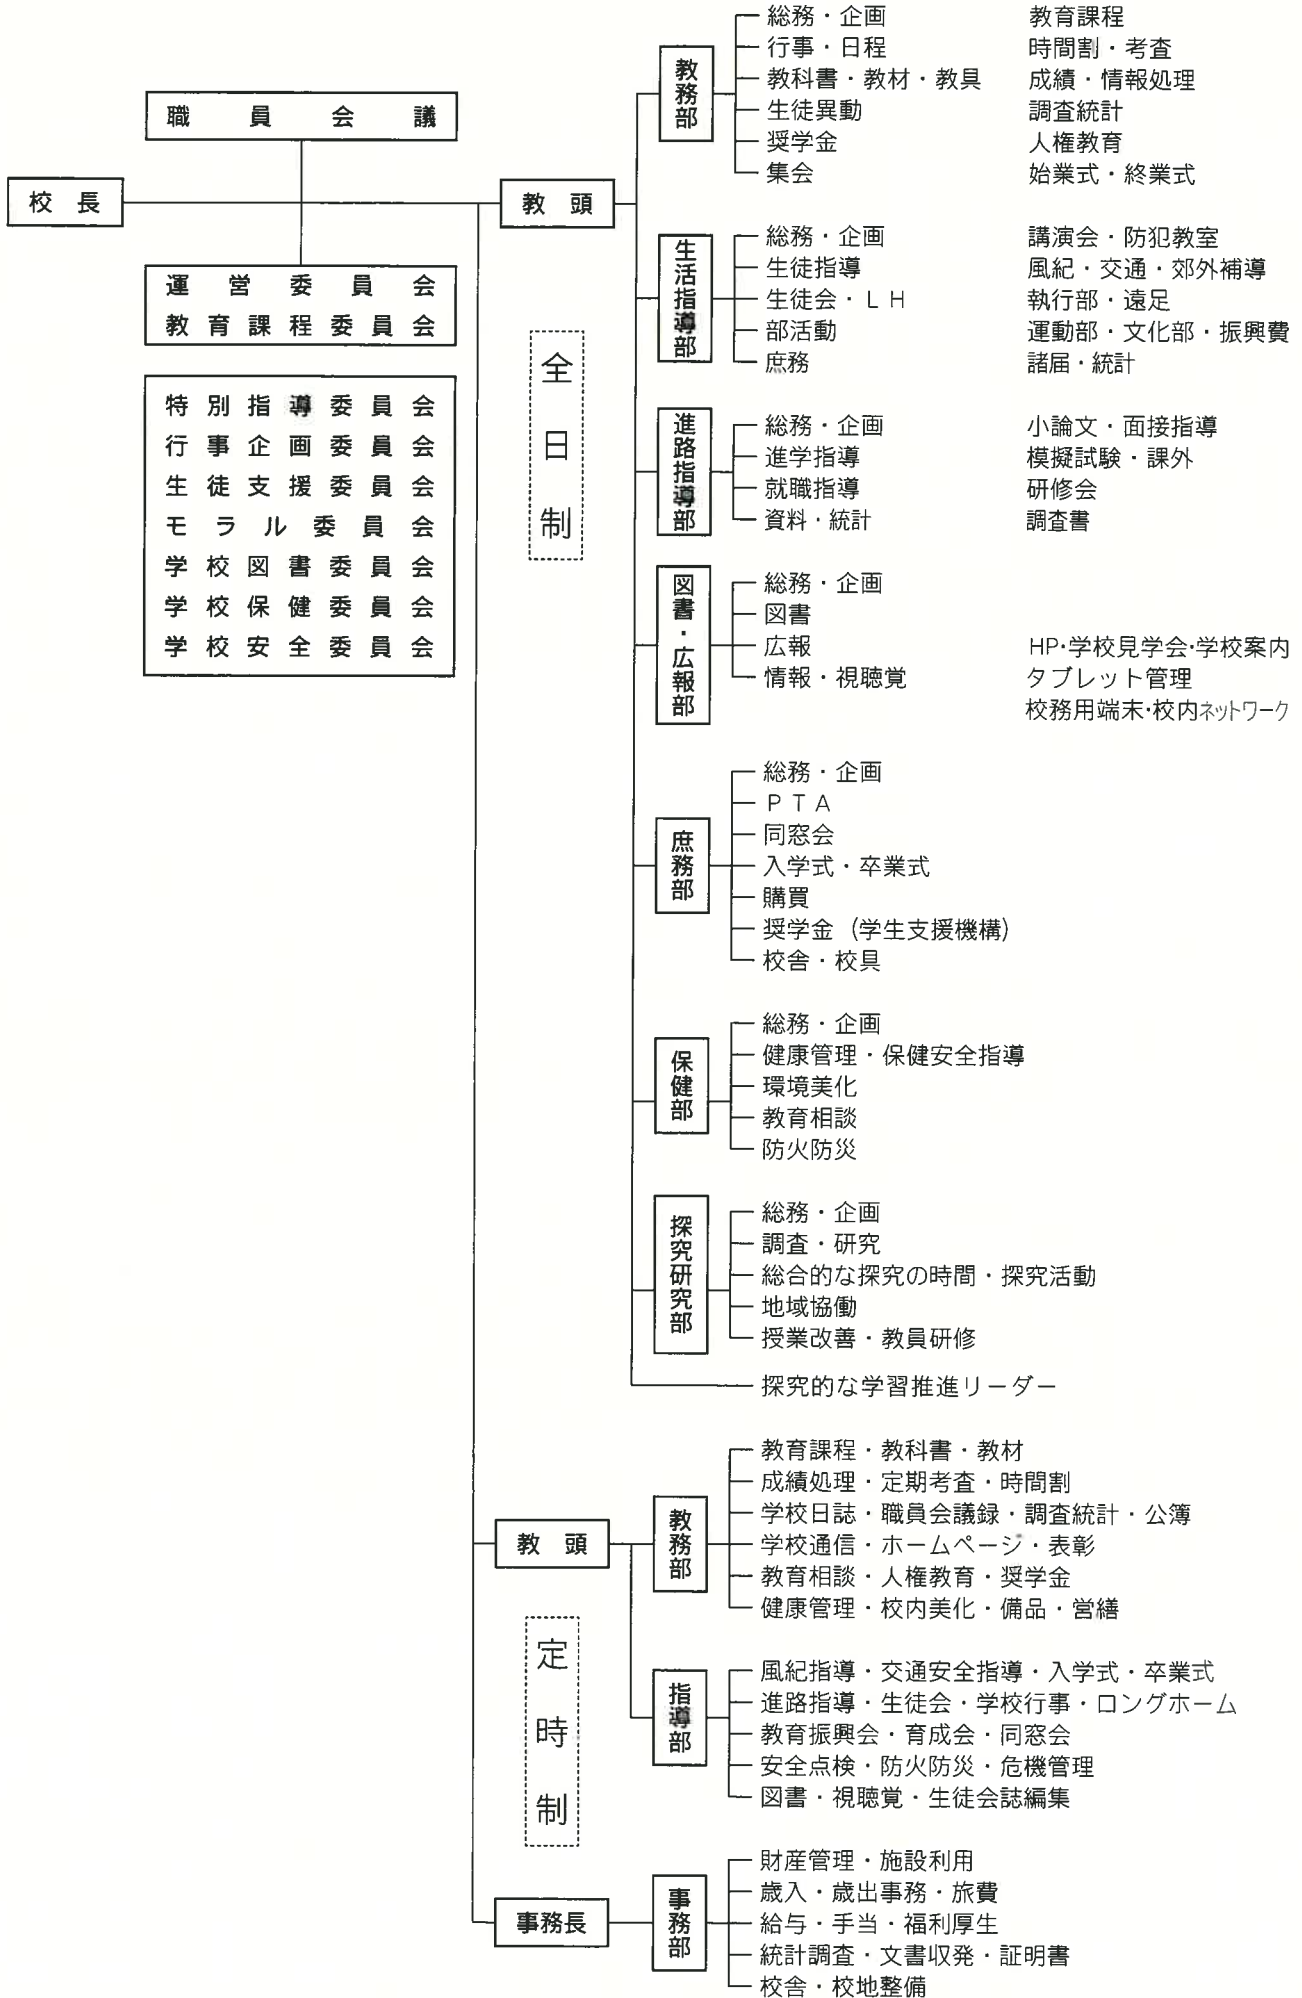 職員会議
校長
運営委員会
教育課程委員会
特別指導委員会
行事企画委員会
生徒支援委員会
モラル委員会
学校図書委員会
学校保健委員会
学校安全委員会
教頭
全日制
教務部
総務・企画 教育課程
行事・日程 時間割・考査
教科書・教材・教具 成績・情報処理
生徒異動 調査統計
奨学金 人権教育
集会 始業式・終業式
生活指導部
総務・企画 講演会・防犯教室
生徒指導 風紀・交通・郊外補導
生徒会・ＬＨ 執行部・遠足
部活動 運動部・文化部・振興費
庶務 諸届・統計
進路指導部
総務・企画 小論文・面接指導
進学指導 模擬試験・課外
就職指導 研修会
資料・統計 調査書
図書・広報部
総務・企画
図書
広報 HP・学校見学会・学校案内
情報・視聴覚 タブレット管理
校務用端末・校内ネットワーク
庶務部
総務・企画
ＰＴＡ
同窓会
入学式・卒業式
購買
奨学金（学生支援機構）
校舎・校具
保健部
総務・企画
健康管理・保健安全指導
環境美化
教育相談
防火防災
探究研究部
総務・企画
調査・研究
総合的な探究の時間・探究活動
地域協働
授業改善・教員研修
探究的な学習推進リーダー
教頭
定時制
教務部
教育課程・教科書・教材
成績処理・定期考査・時間割
学校日誌・職員会議録・調査統計・公簿
学校通信・ホームページ・表彰
教育相談・人権教育・奨学金
健康管理・校内美化・備品・営繕
指導部
風紀指導・交通安全指導・入学式・卒業式
進路指導・生徒会・学校行事・ロングホーム
教育振興会・育成会・同窓会
安全点検・防火防災・危機管理
図書・視聴覚・生徒会誌編集
事務長
事務部
財産管理・施設利用
歳入・歳出事務・旅費
給与・手当・福利厚生
統計調査・文書収発・証明書
校舎・校地整備